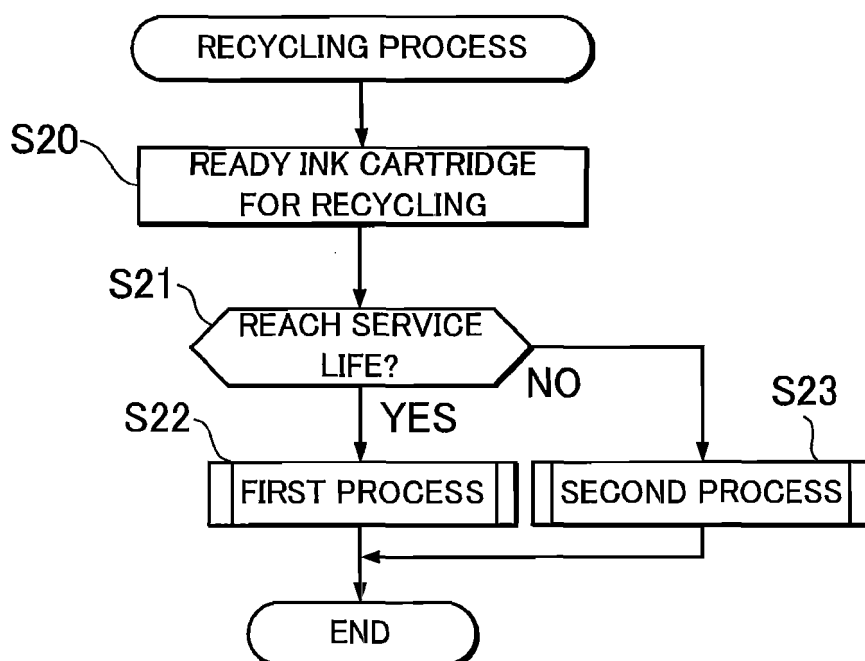 RECYCLING PROCESS
S20
READY INK CARTRIDGE
FOR RECYCLING
S21
REACH SERVICE
LIFE?
NO
YES
S22
S23
FIRST PROCESS
SECOND PROCESS
END